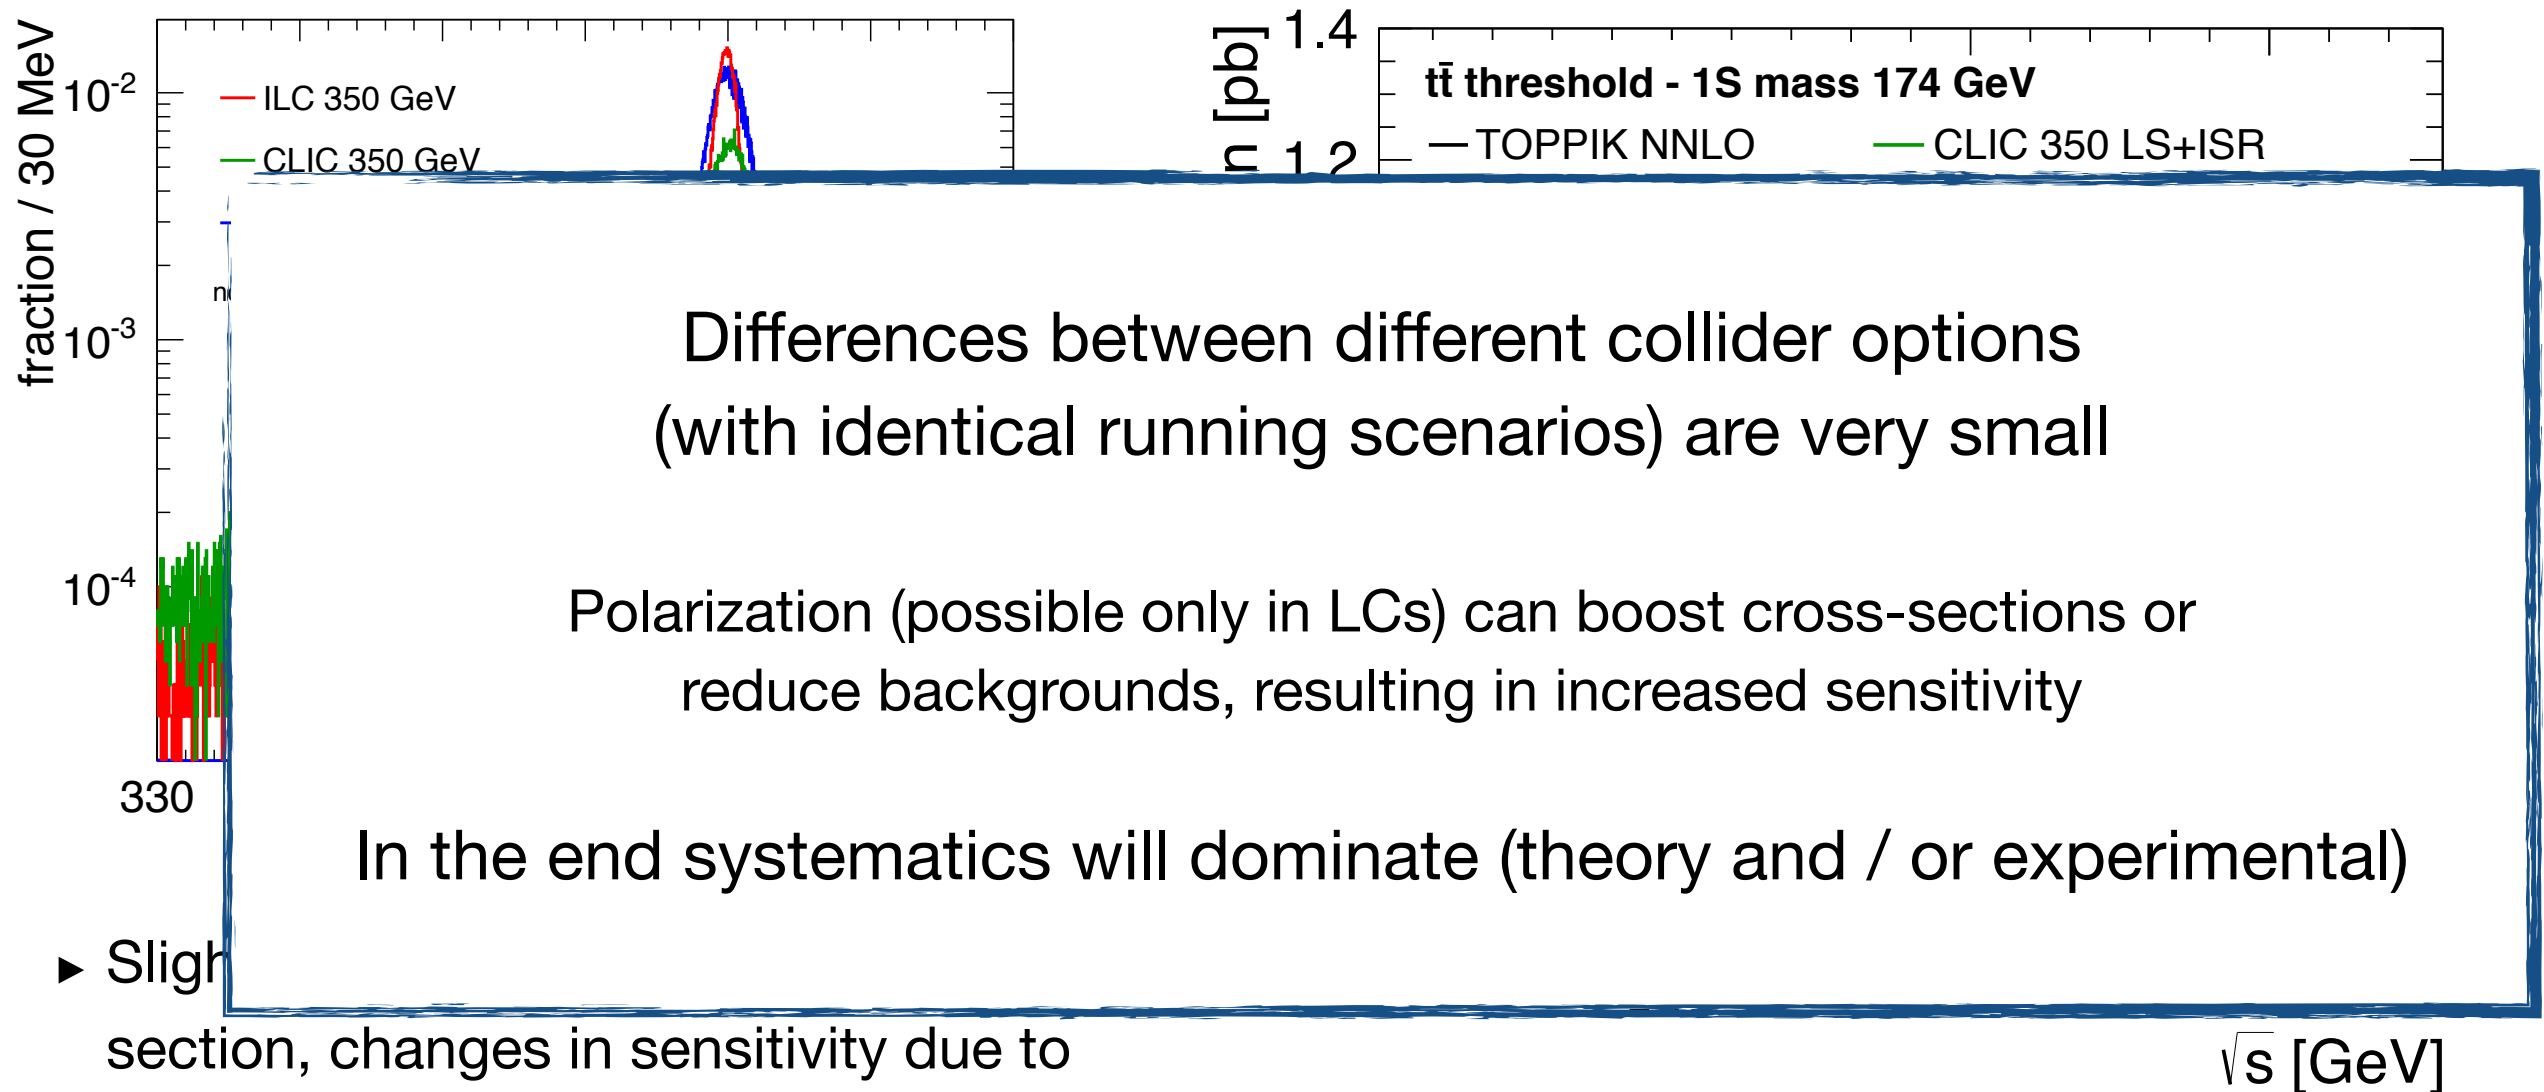 fraction / 30 MeV
10-2
10-3
10-4
330
ILC 350 GeV
CLIC 350 GeV
n [pb]
1.4
1.2
tt̄ threshold - 1S mass 174 GeV
TOPPIK NNLO
CLIC 350 LS+ISR
Differences between different collider options
(with identical running scenarios) are very small
Polarization (possible only in LCs) can boost cross-sections or
reduce backgrounds, resulting in increased sensitivity
In the end systematics will dominate (theory and / or experimental)
▸ Sligh
section, changes in sensitivity due to
√s [GeV]